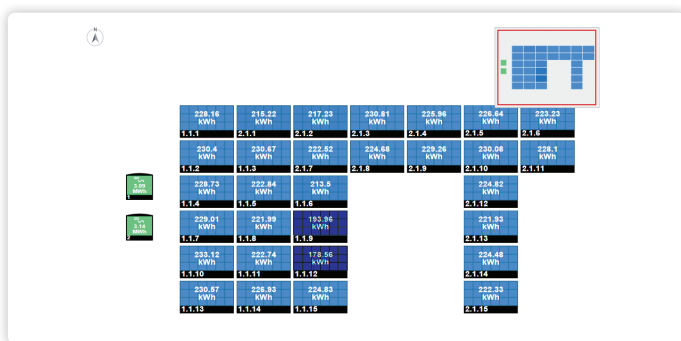 N
228.16 215.22 217.23 230.81 225.96 226.64 223.23
kWh kWh kWh kWh kWh kWh kWh
1.1.1 2.1.1 2.1.2 2.1.3 2.1.4 2.1.5 2.1.6
230.4 230.67 222.52 224.68 229.26 230.08 228.1
kWh kWh kWh kWh kWh kWh kWh
1.1.2 1.1.3 2.1.7 2.1.8 2.1.9 2.1.10 2.1.11
228.73 222.84 213.5 224.82
3.09 kWh kWh kWh kWh
MWh
1 1.1.4 1.1.5 1.1.6 2.1.12
229.01 221.99 193.96 221.93
3.14 kWh kWh kWh kWh
MWh
1.1.7 1.1.8 1.1.9 2.1.13
233.12 222.74 178.56 224.48
kWh kWh kWh kWh
1.1.10 1.1.11 1.1.12 2.1.14
230.57 226.93 224.83 222.33
kWh kWh kWh kWh
1.1.13 1.1.14 1.1.15 2.1.15